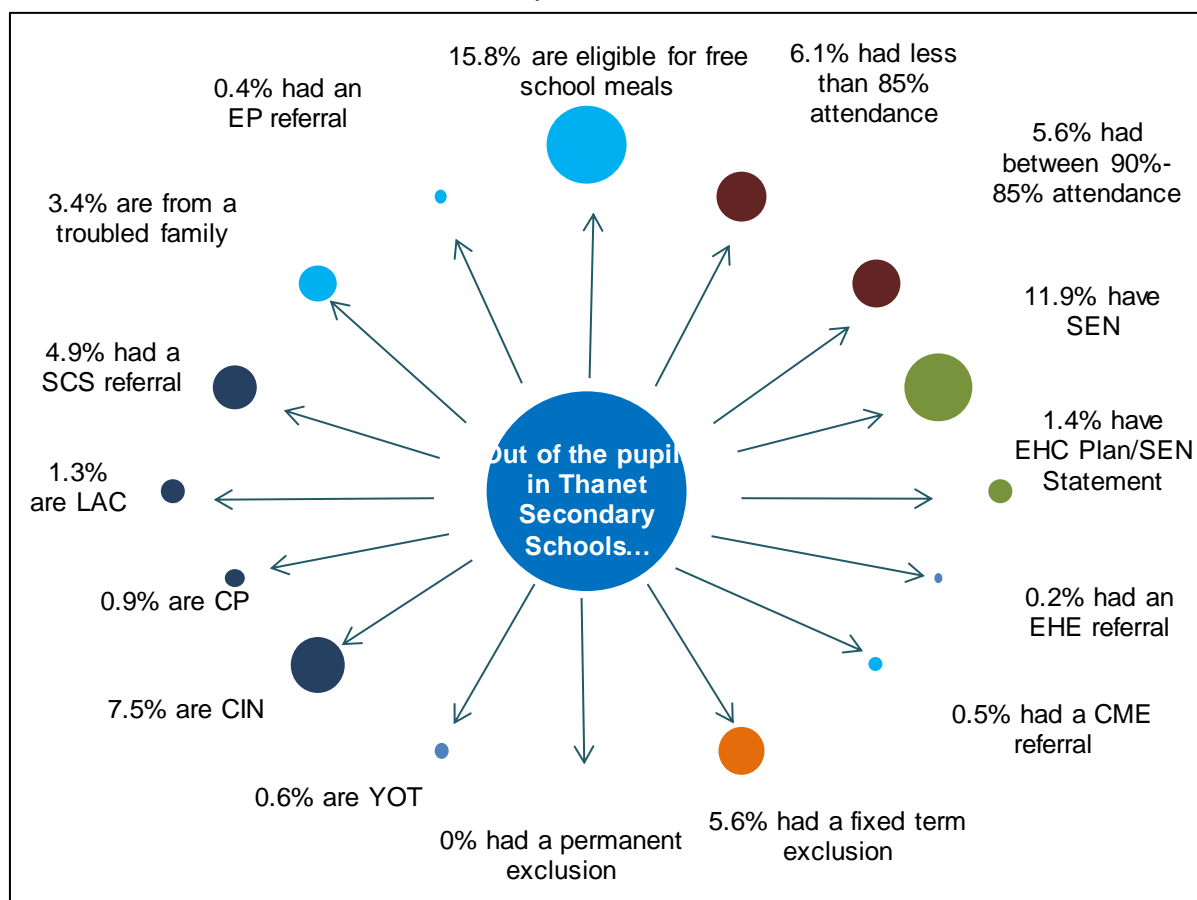 15.8% are eligible for free
school meals
6.1% had less
than 85%
attendance
5.6% had
between 90%-
85% attendance
11.9% have
SEN
1.4% have
EHC Plan/SEN
Statement
0.2% had an
EHE referral
0.5% had a CME
referral
5.6% had a fixed term
exclusion
0% had a permanent
exclusion
0.6% are YOT
7.5% are CIN
0.9% are CP
1.3%
are LAC
4.9% had a
SCS referral
3.4% are from a
troubled family
0.4% had an
EP referral
Out of the pupil
in Thanet
Secondary
Schools…